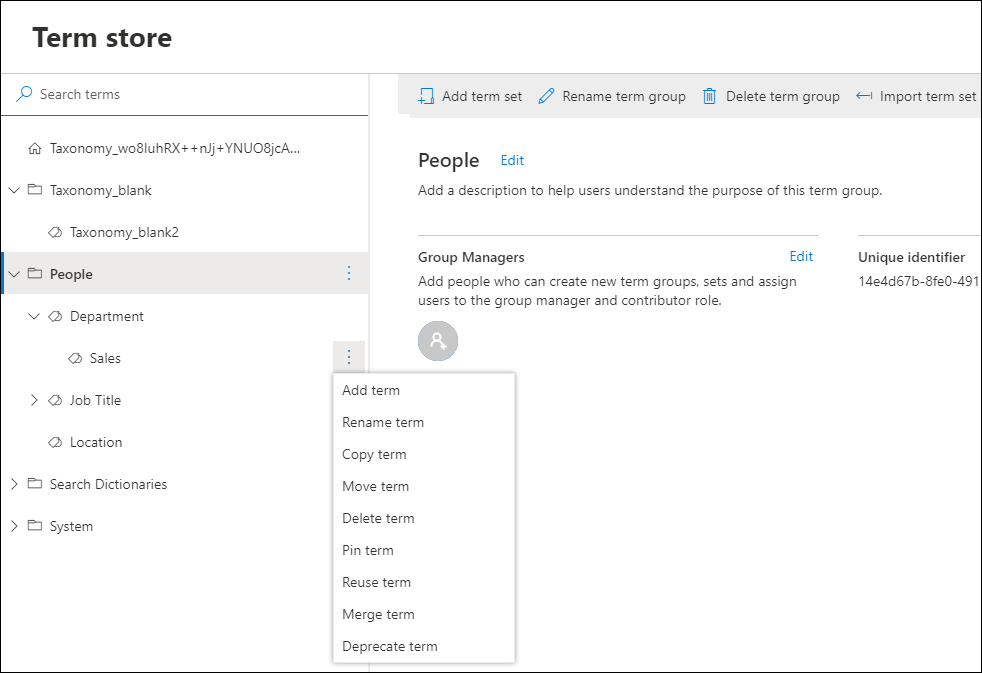 Term store
Search terms
Add term set
Rename term group
Delete term group
Import term set
Taxonomy_wo8luhRX++nJj+YNUO8jcA...
Taxonomy_blank
Taxonomy_blank2
People
Department
Sales
Job Title
Location
Search Dictionaries
System
People Edit
Add a description to help users understand the purpose of this term group.
Group Managers Edit
Add people who can create new term groups, sets and assign
users to the group manager and contributor role.
Unique identifier
14e4d67b-8fe0-491
Add term
Rename term
Copy term
Move term
Delete term
Pin term
Reuse term
Merge term
Deprecate term